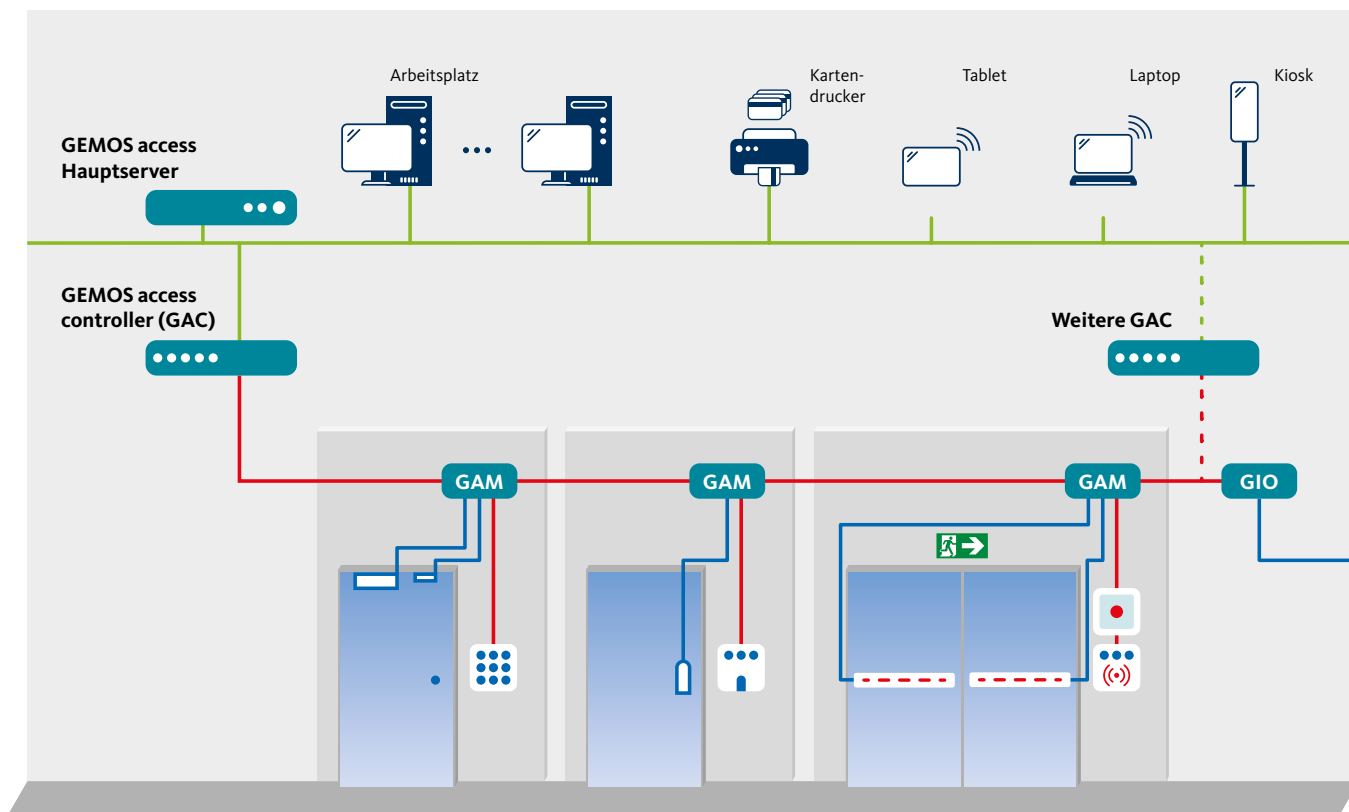 Arbeitsplatz
Karten-
drucker
Tablet
Laptop
Kiosk
GEMOS access
Hauptserver
GEMOS access
controller (GAC)
Weitere GAC
GAM
GAM
GAM
GIO